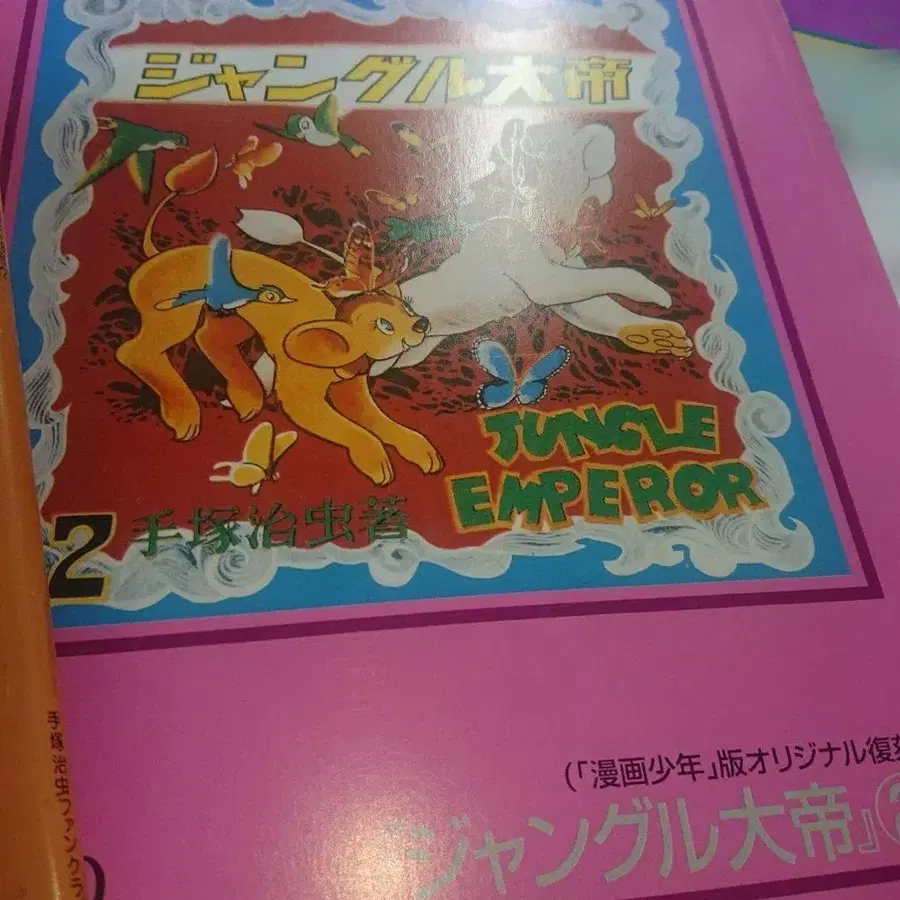 ジャングル大帝
JUNGLE
EMPEROR
2 手塚治虫著
(「漫画少年」版オリジナル復刻
『ジャングル大帝』②
手塚治虫ファンクラ